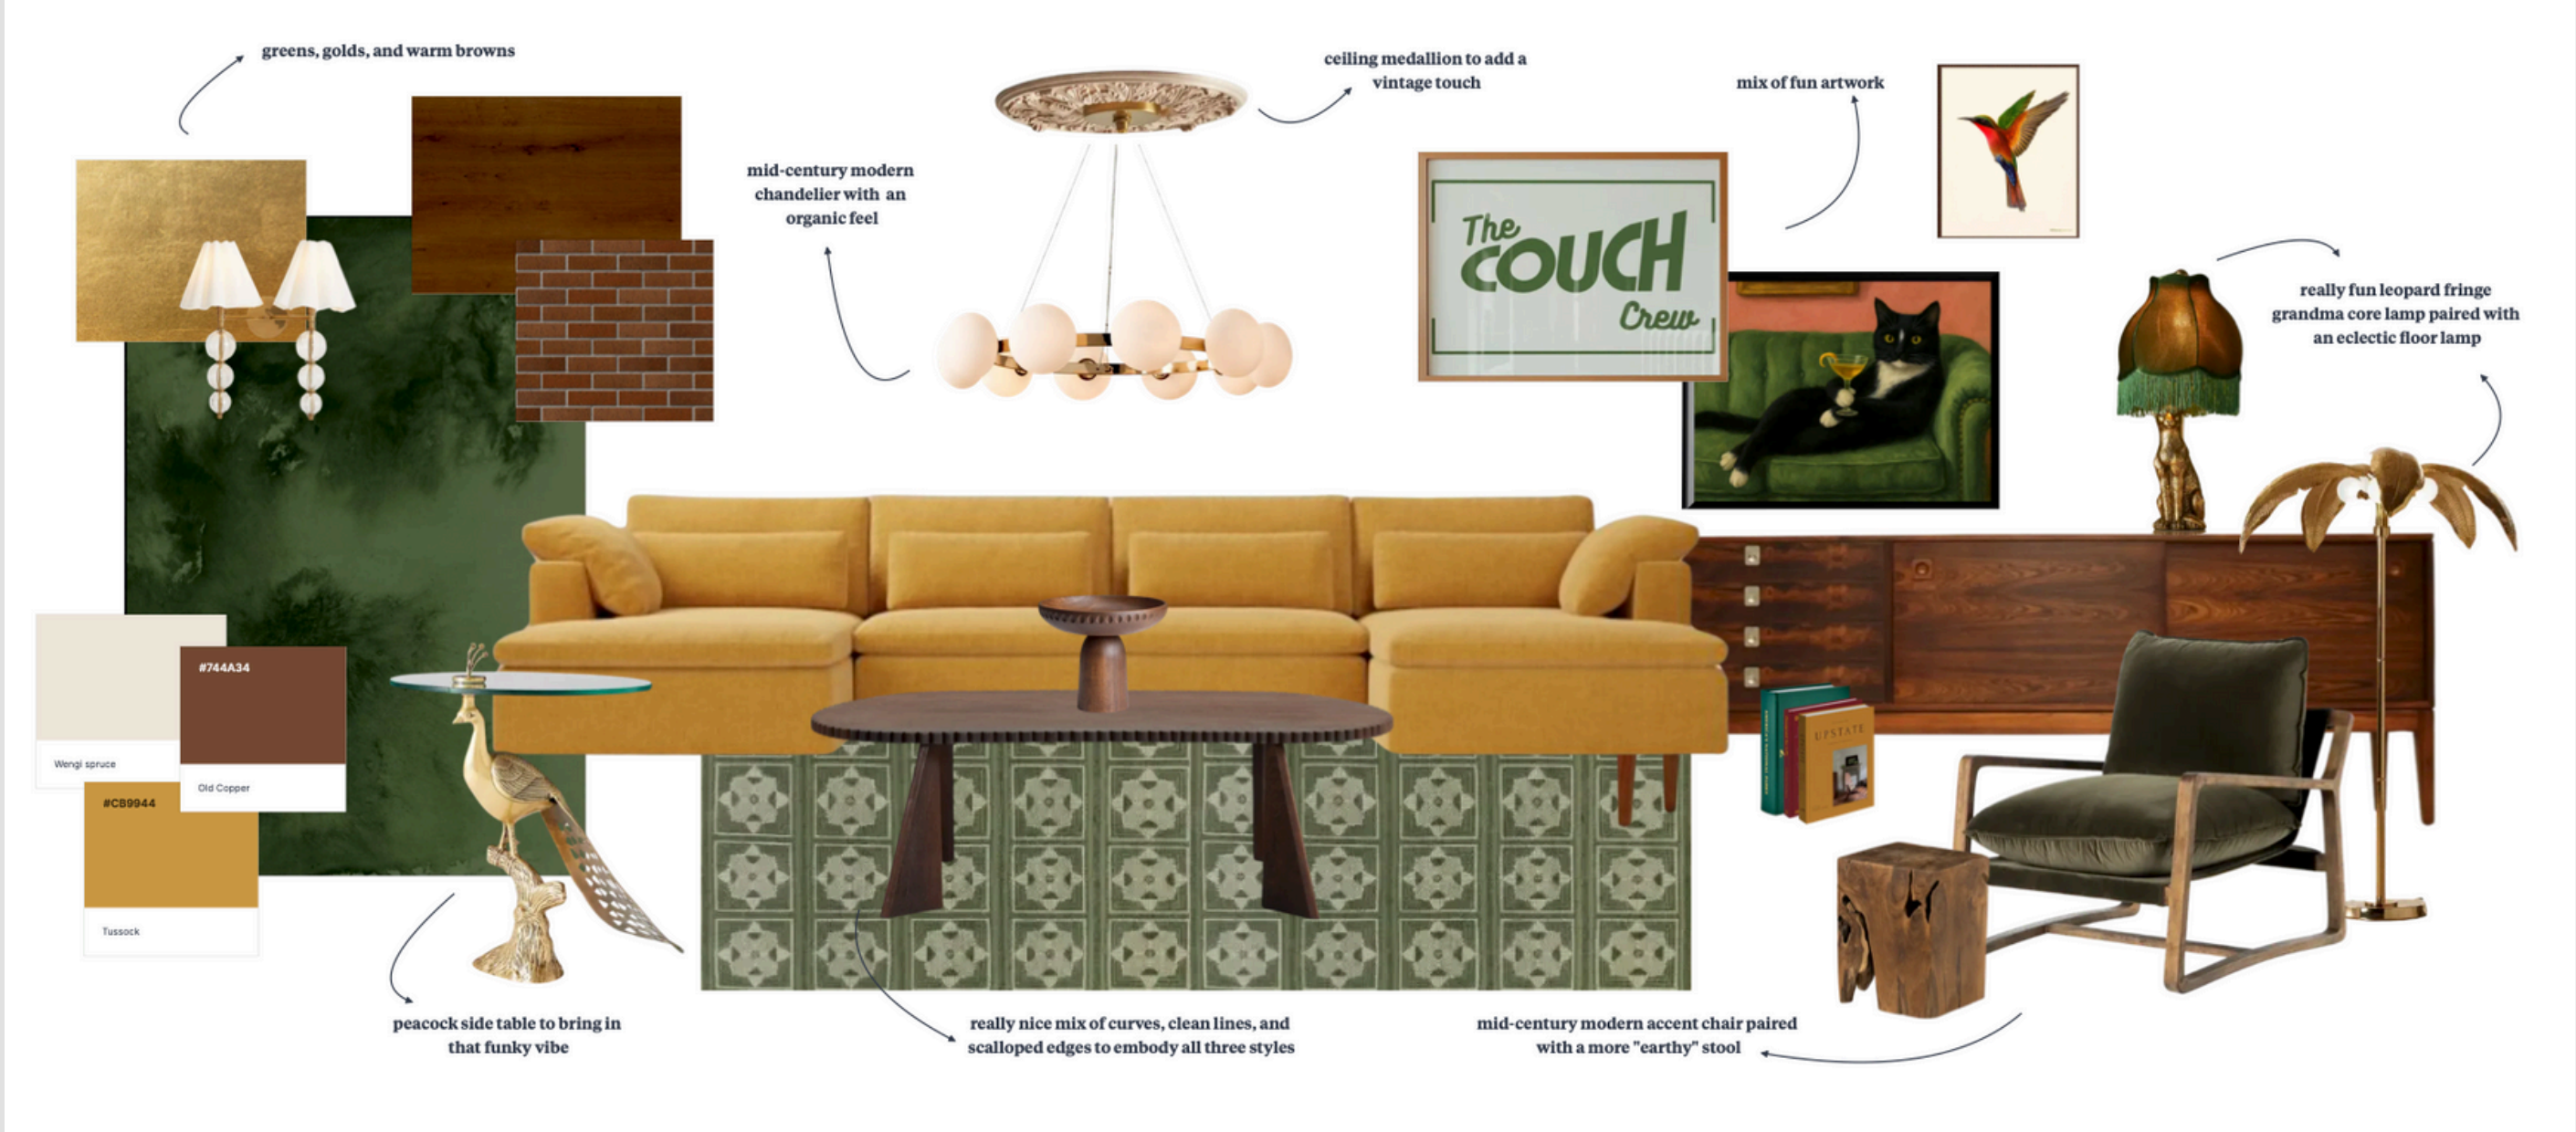 greens, golds, and warm browns
ceiling medallion to add a
vintage touch
mix of fun artwork
mid-century modern
chandelier with an
organic feel
The
COUCH
Crew
really fun leopard fringe
grandma core lamp paired with
an eclectic floor lamp
#744A34
Wengi spruce
Old Copper
#CB9944
Tussock
UPSTATE
peacock side table to bring in
that funky vibe
really nice mix of curves, clean lines, and
scalloped edges to embody all three styles
mid-century modern accent chair paired
with a more "earthy" stool